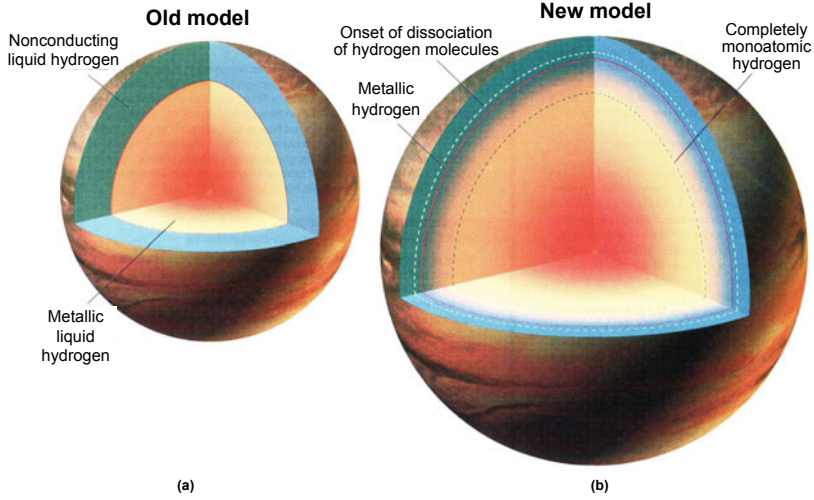 Old model
Nonconducting
liquid hydrogen
Metallic
liquid
hydrogen
(a)
New model
Onset of dissociation
of hydrogen molecules
Metallic
hydrogen
Completely
monoatomic
hydrogen
(b)